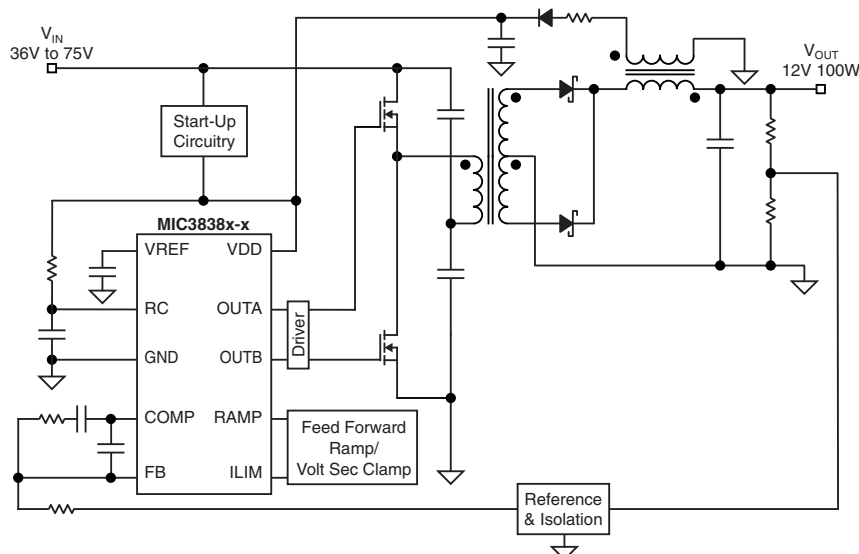 VIN
36V to 75V
VOUT
12V 100W
Start-Up
Circuitry
MIC3838x-x
VREF
VDD
RC
OUTA
GND
OUTB
Driver
COMP
RAMP
FB
ILIM
Feed Forward
Ramp/
Volt Sec Clamp
Reference
& Isolation